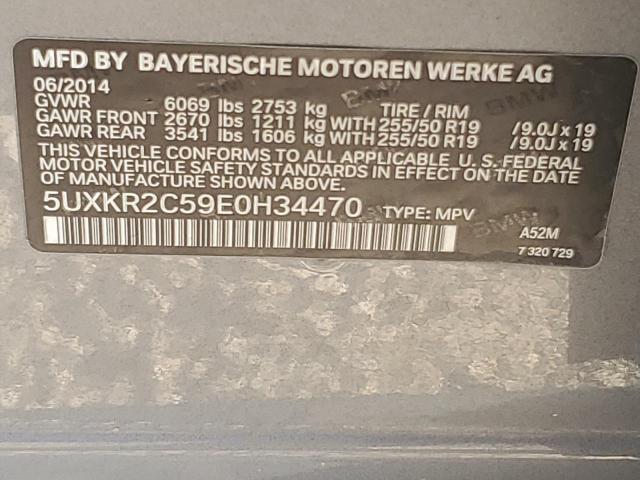 MFD BY BAYERISCHE MOTOREN WERKE AG
06/2014
GVWR 6069 lbs 2753 kg TIRE / RIM
GAWR FRONT 2670 lbs 1211 kg WITH 255/50 R19 /9.0J x 19
GAWR REAR 3541 lbs 1606 kg WITH 255/50 R19 /9.0J x 19
THIS VEHICLE CONFORMS TO ALL APPLICABLE U.S. FEDERAL
MOTOR VEHICLE SAFETY STANDARDS IN EFFECT ON THE DATE
OF MANUFACTURE SHOWN ABOVE.
5UXKR2C59E0H34470 TYPE: MPV
A52M
7 320 729